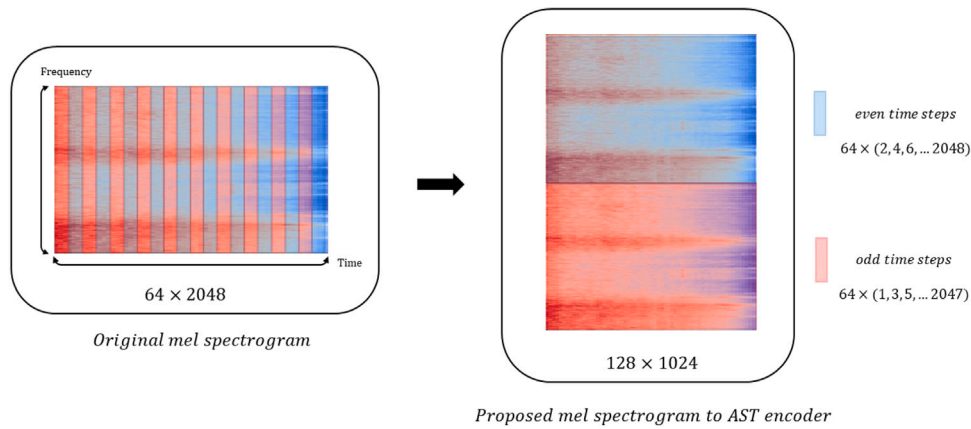 Frequency
Time
64 × 2048
Original mel spectrogram
128 × 1024
Proposed mel spectrogram to AST encoder
even time steps
64 × (2, 4, 6, … 2048)
odd time steps
64 × (1, 3, 5, … 2047)